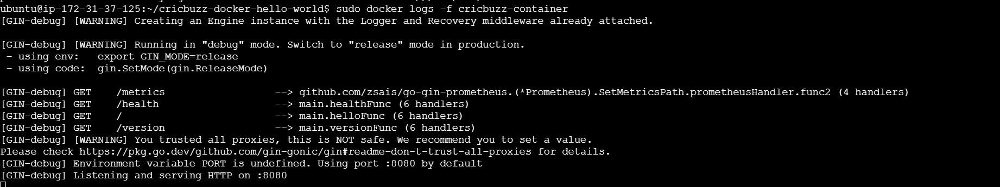 ubuntu@ip-172-31-37-125:~/cricbuzz-docker-hello-world$ sudo docker logs -f cricbuzz-container
[GIN-debug] [WARNING] Creating an Engine instance with the Logger and Recovery middleware already attached.
[GIN-debug] [WARNING] Running in "debug" mode. Switch to "release" mode in production.
 - using env:   export GIN_MODE=release
 - using code:  gin.SetMode(gin.ReleaseMode)
[GIN-debug] GET    /metrics                  --> github.com/zsais/go-gin-prometheus.(*Prometheus).SetMetricsPath.prometheusHandler.func2 (4 handlers)
[GIN-debug] GET    /health                   --> main.healthFunc (6 handlers)
[GIN-debug] GET    /                         --> main.helloFunc (6 handlers)
[GIN-debug] GET    /version                  --> main.versionFunc (6 handlers)
[GIN-debug] [WARNING] You trusted all proxies, this is NOT safe. We recommend you to set a value.
Please check https://pkg.go.dev/github.com/gin-gonic/gin#readme-don-t-trust-all-proxies for details.
[GIN-debug] Environment variable PORT is undefined. Using port :8080 by default
[GIN-debug] Listening and serving HTTP on :8080